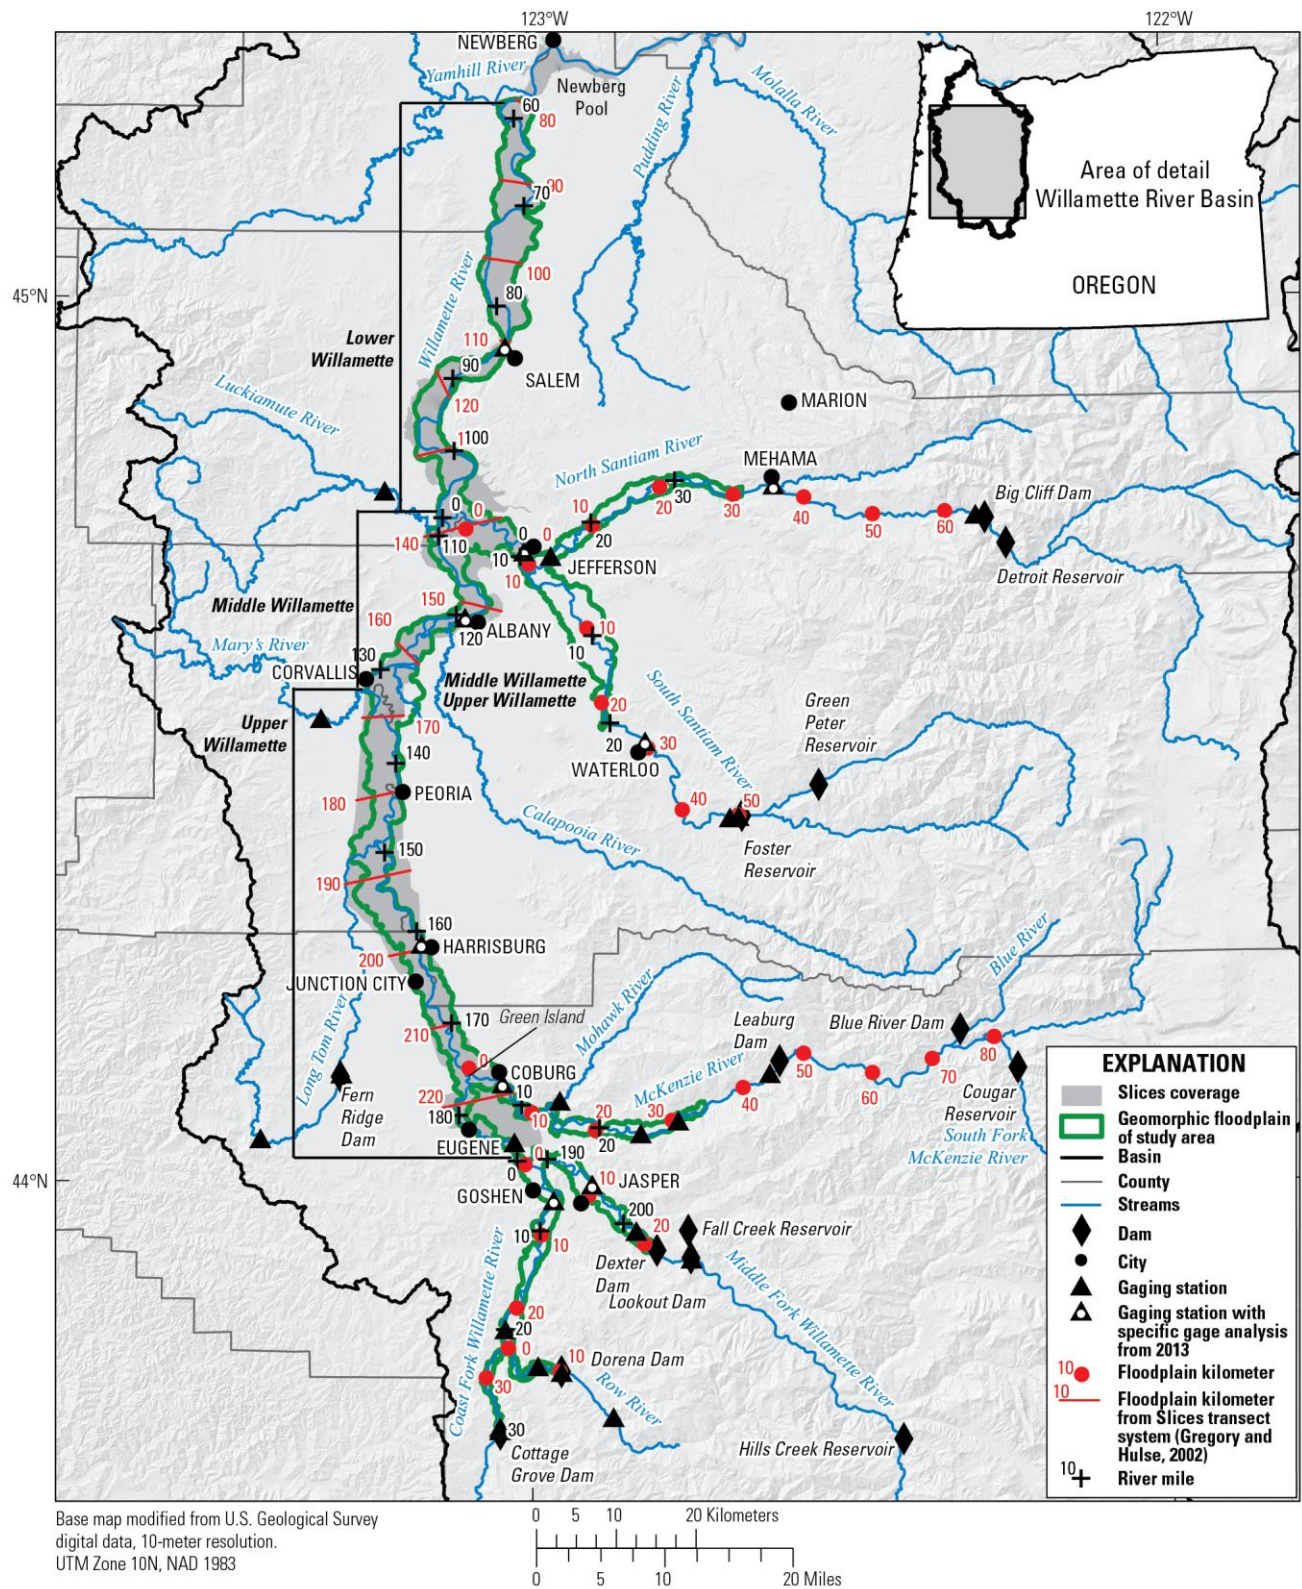 123°W
122°W
NEWBERG
Yamhill River
Newberg
Pool
Pudding River
Molalla River
60
80
90
70
100
80
Area of detail
Willamette River Basin
OREGON
45°N
Willamette River
Lower
Willamette
110
90
SALEM
120
Luckiamute River
100
MARION
North Santiam River
MEHAMA
Big Cliff Dam
0
0
10
20
30
30
40
50
60
140
110
0
0
20
10
JEFFERSON
10
Detroit Reservoir
Middle Willamette
150
160
120
ALBANY
10
10
Mary's River
130
CORVALLIS
Middle Willamette
Upper Willamette
South Santiam River
Green
Peter
Reservoir
Upper
Willamette
170
20
20
30
WATERLOO
140
180
PEORIA
40
50
Calapooia River
Foster
Reservoir
150
190
160
HARRISBURG
200
JUNCTION CITY
Blue River
Mohawk River
Green Island
170
210
Long Tom River
Leaburg
Dam
Blue River Dam
0
COBURG
McKenzie River
50
60
70
80
Fern
Ridge
Dam
220
10
10
20
30
40
20
180
Cougar
Reservoir
South Fork
McKenzie River
EUGENE
0
190
0
44°N
GOSHEN
10
JASPER
200
20
Fall Creek Reservoir
10
10
Dexter
Dam
Lookout Dam
Middle Fork Willamette River
Coast Fork Willamette River
20
20
0
10
Dorena Dam
30
Row River
30
Cottage
Grove Dam
Hills Creek Reservoir
EXPLANATION
Slices coverage
Geomorphic floodplain
of study area
Basin
County
Streams
Dam
City
Gaging station
Gaging station with
specific gage analysis
from 2013
10
Floodplain kilometer
10
Floodplain kilometer
from Slices transect
system (Gregory and
Hulse, 2002)
10
River mile
Base map modified from U.S. Geological Survey
digital data, 10-meter resolution.
UTM Zone 10N, NAD 1983
0 5 10 20 Kilometers
0 5 10 20 Miles